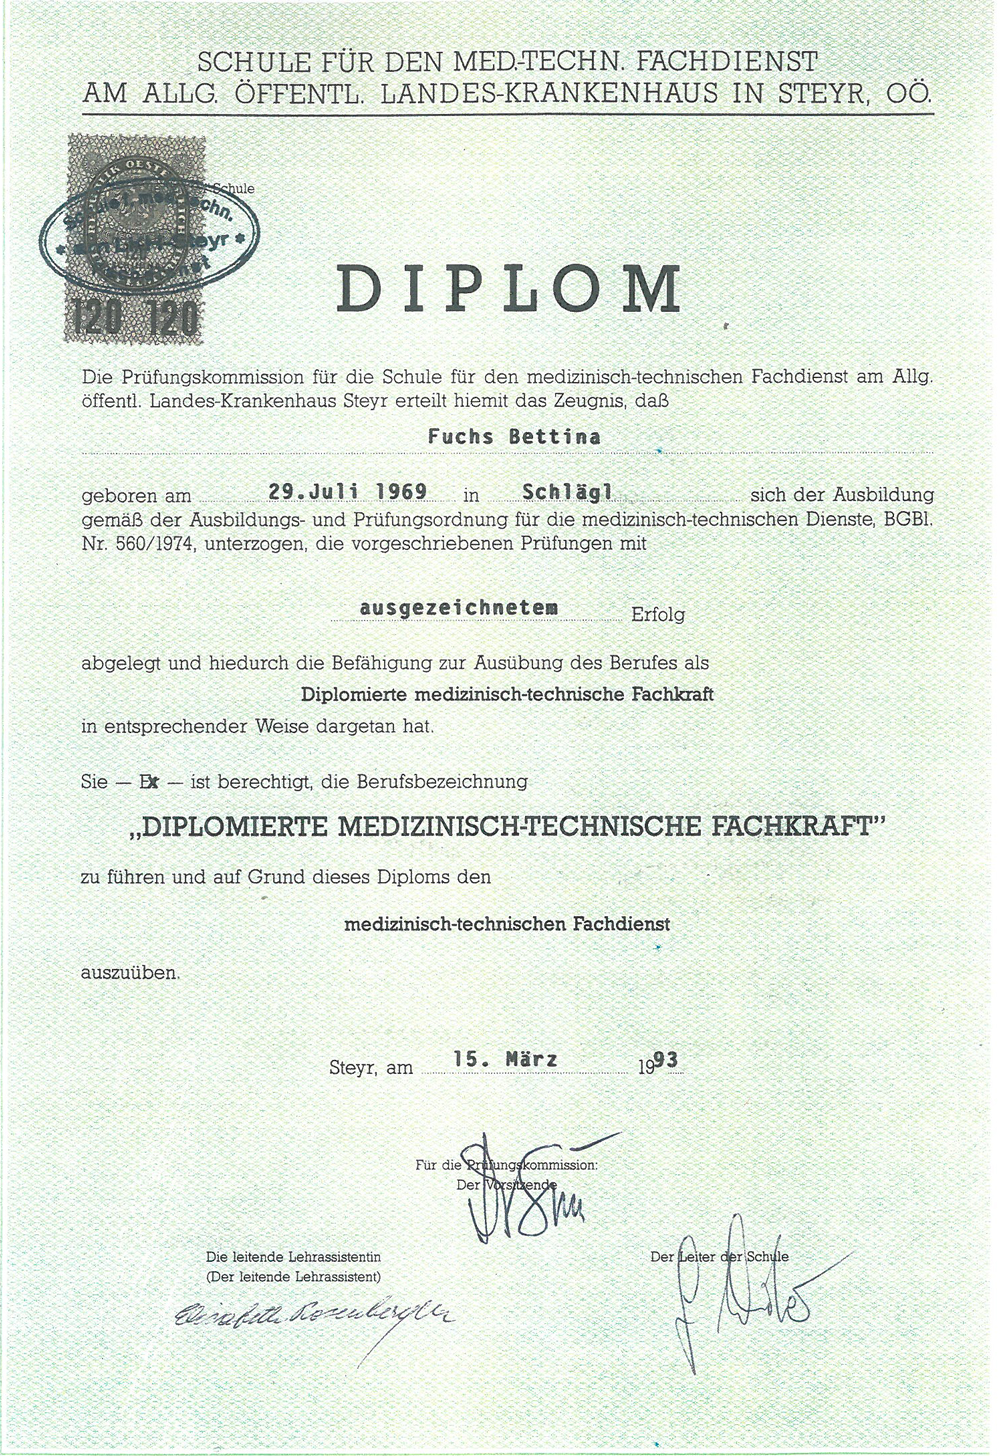 SCHULE FÜR DEN MED.-TECHN. FACHDIENST
AM ALLG. ÖFFENTL. LANDES-KRANKENHAUS IN STEYR, OÖ.
Schule
120 120
DIPLOM
Die Prüfungskommission für die Schule für den medizinisch-technischen Fachdienst am Allg.
öffentl. Landes-Krankenhaus Steyr erteilt hiemit das Zeugnis, daß
Fuchs Bettina
geboren am 29.Juli 1969 in Schlägl sich der Ausbildung
gemäß der Ausbildungs- und Prüfungsordnung für die medizinisch-technischen Dienste, BGBl.
Nr. 560/1974, unterzogen, die vorgeschriebenen Prüfungen mit
ausgezeichnetem Erfolg
abgelegt und hiedurch die Befähigung zur Ausübung des Berufes als
Diplomierte medizinisch-technische Fachkraft
in entsprechender Weise dargetan hat.
Sie — Er — ist berechtigt, die Berufsbezeichnung
„DIPLOMIERTE MEDIZINISCH-TECHNISCHE FACHKRAFT”
zu führen und auf Grund dieses Diploms den
medizinisch-technischen Fachdienst
auszuüben.
Steyr, am 15. März 1993
Für die Prüfungskommission:
Der Vorsitzende
Die leitende Lehrassistentin
(Der leitende Lehrassistent)
Der Leiter der Schule
Elisabeth Rosenberger